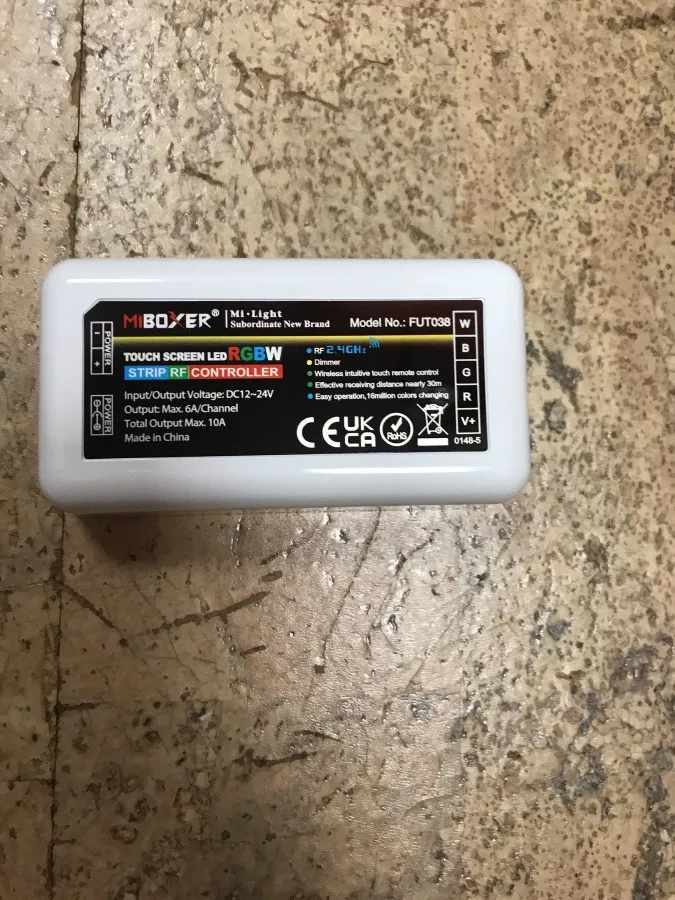 MIBOXER® Mi·Light
Subordinate New Brand
Model No.: FUT038
POWER
- +
POWER
TOUCH SCREEN LED RGBW
STRIP RF CONTROLLER
Input/Output Voltage: DC12~24V
Output: Max. 6A/Channel
Total Output Max. 10A
Made in China
RF 2.4GHz
Dimmer
Wireless intuitive touch remote control
Effective receiving distance nearly 30m
Easy operation,16million colors changing
CE UK
CA
RoHS
W
B
G
R
V+
0148-5